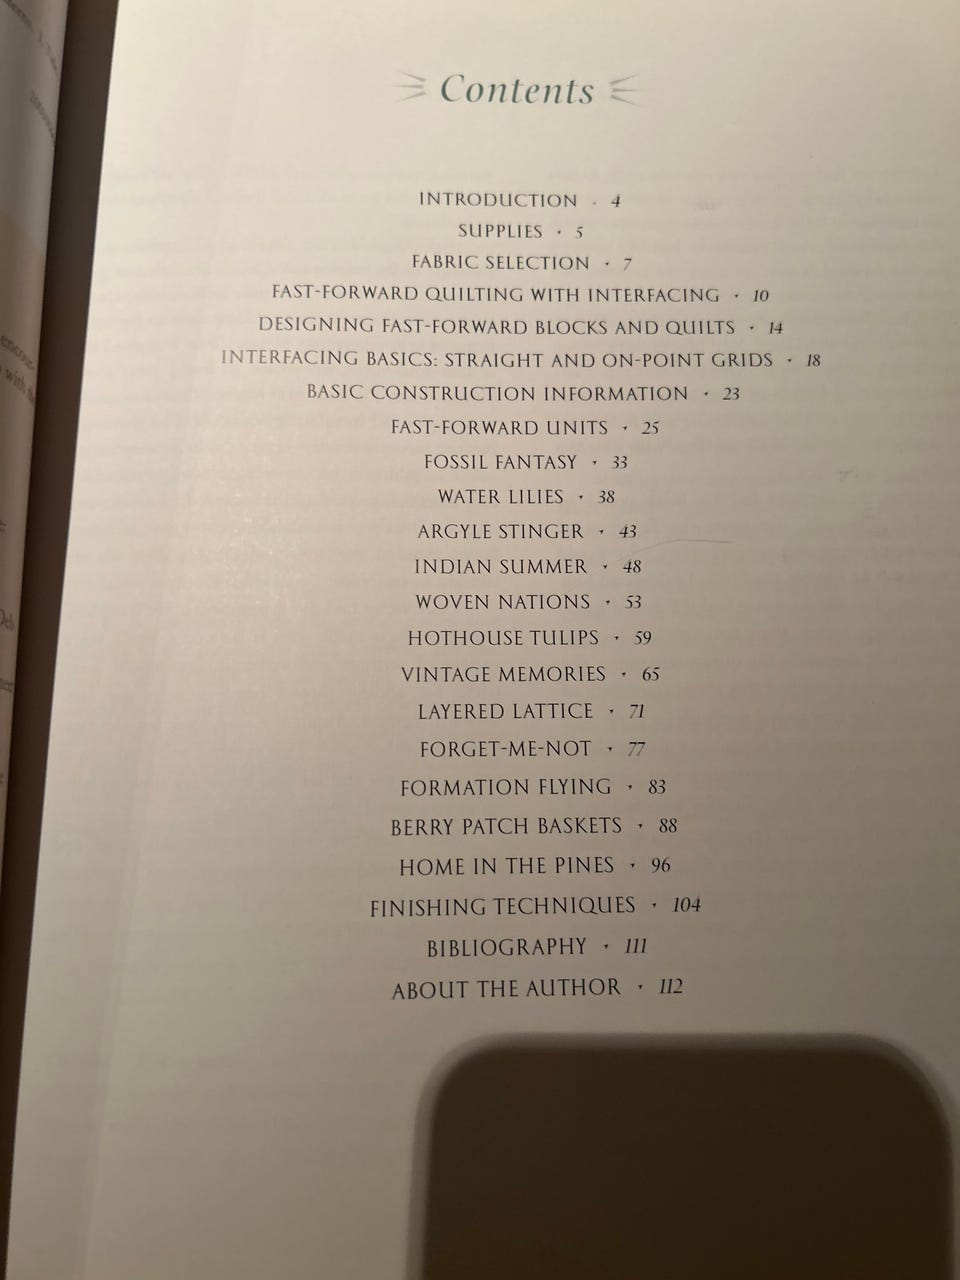 Contents
INTRODUCTION · 4
SUPPLIES · 5
FABRIC SELECTION · 7
FAST-FORWARD QUILTING WITH INTERFACING · 10
DESIGNING FAST-FORWARD BLOCKS AND QUILTS · 14
INTERFACING BASICS: STRAIGHT AND ON-POINT GRIDS · 18
BASIC CONSTRUCTION INFORMATION · 23
FAST-FORWARD UNITS · 25
FOSSIL FANTASY · 33
WATER LILIES · 38
ARGYLE STINGER · 43
INDIAN SUMMER · 48
WOVEN NATIONS · 53
HOTHOUSE TULIPS · 59
VINTAGE MEMORIES · 65
LAYERED LATTICE · 71
FORGET-ME-NOT · 77
FORMATION FLYING · 83
BERRY PATCH BASKETS · 88
HOME IN THE PINES · 96
FINISHING TECHNIQUES · 104
BIBLIOGRAPHY · 111
ABOUT THE AUTHOR · 112